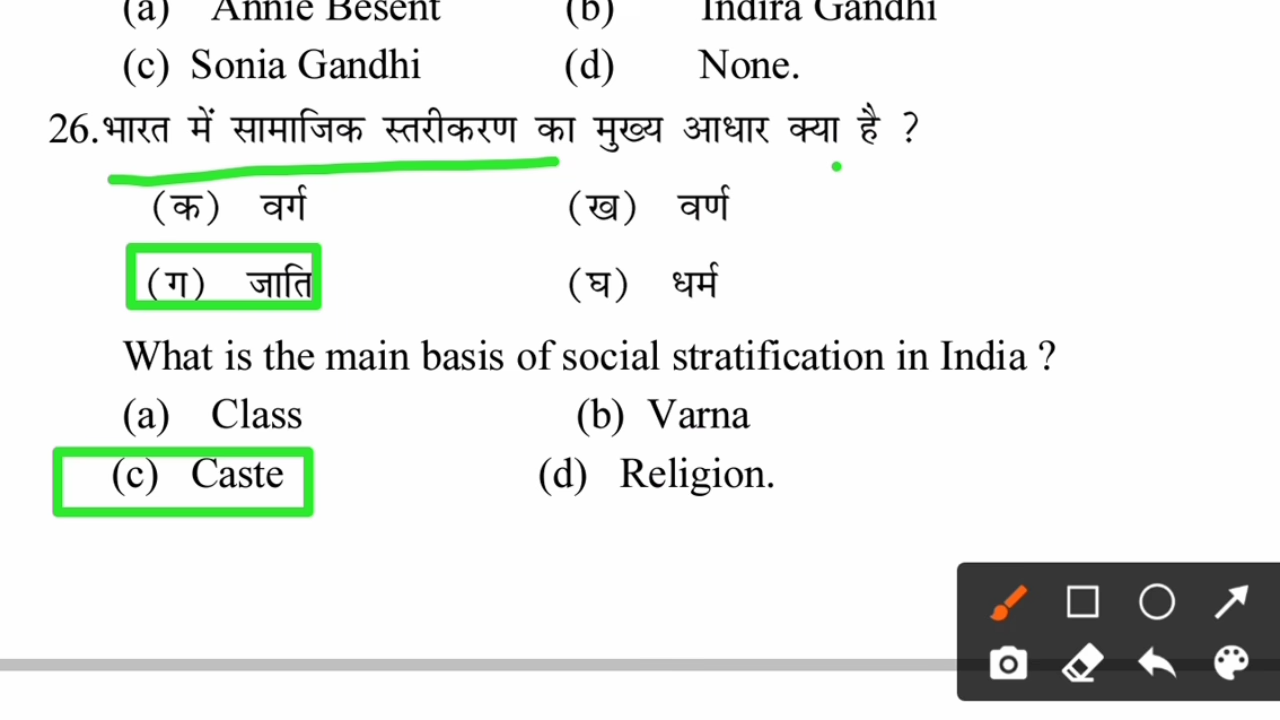 (a) Annie Besent (b) Indira Gandhi
(c) Sonia Gandhi (d) None.
26. भारत में सामाजिक स्तरीकरण का मुख्य आधार क्या है ?
(क) वर्ग (ख) वर्ण
(ग) जाति (घ) धर्म
What is the main basis of social stratification in India ?
(a) Class (b) Varna
(c) Caste (d) Religion.